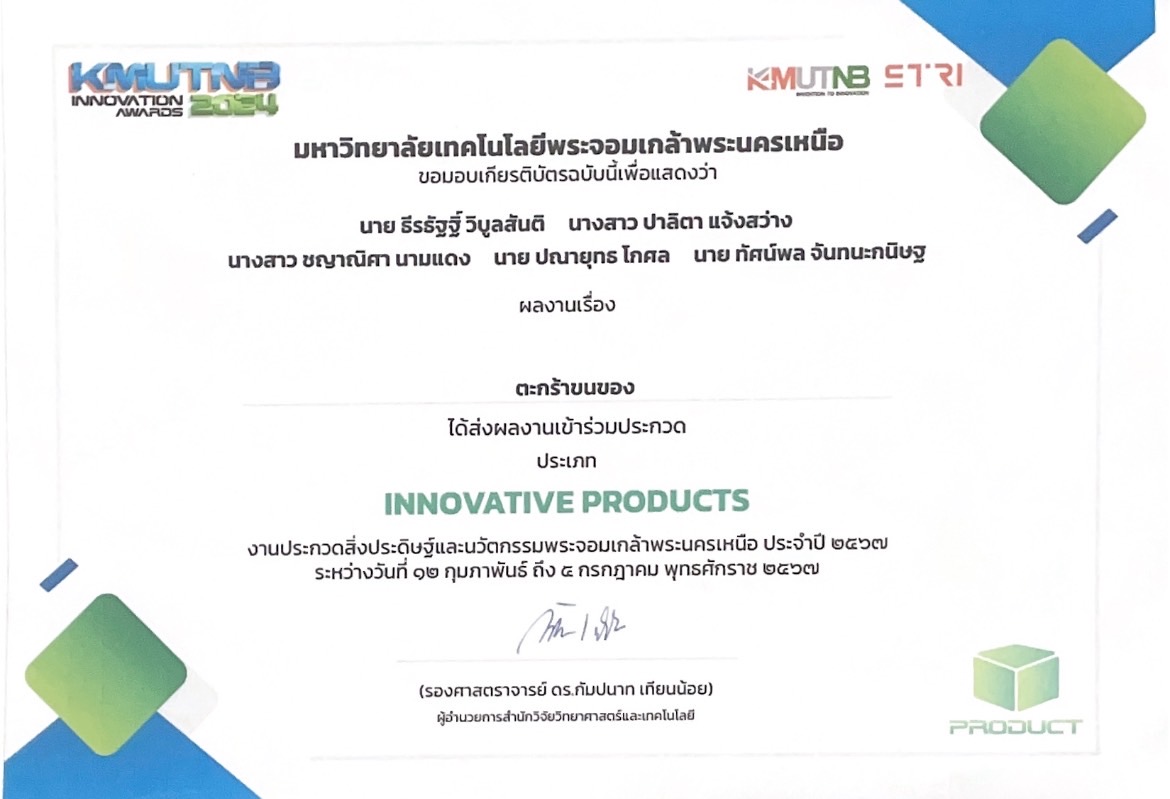 KMUTNB
INNOVATION
AWARDS 2024
KMUTNB STRI
INVENTION TO INNOVATION
มหาวิทยาลัยเทคโนโลยีพระจอมเกล้าพระนครเหนือ
ขอมอบเกียรติบัตรฉบับนี้เพื่อแสดงว่า
นาย ธีรธัฐฐิ์ วิบูลสันติ นางสาว ปาลิตา แจ้งสว่าง
นางสาว ชญาณิศา นามแดง นาย ปณายุทธ โกศล นาย ทัศน์พล จันทนะกนิษฐ
ผลงานเรื่อง
ตะกร้าขนของ
ได้ส่งผลงานเข้าร่วมประกวด
ประเภท
INNOVATIVE PRODUCTS
งานประกวดสิ่งประดิษฐ์และนวัตกรรมพระจอมเกล้าพระนครเหนือ ประจำปี ๒๕๖๗
ระหว่างวันที่ ๑๒ กุมภาพันธ์ ถึง ๕ กรกฎาคม พุทธศักราช ๒๕๖๗
(รองศาสตราจารย์ ดร.กัมปนาท เทียนน้อย)
ผู้อำนวยการสำนักวิจัยวิทยาศาสตร์และเทคโนโลยี
PRODUCT